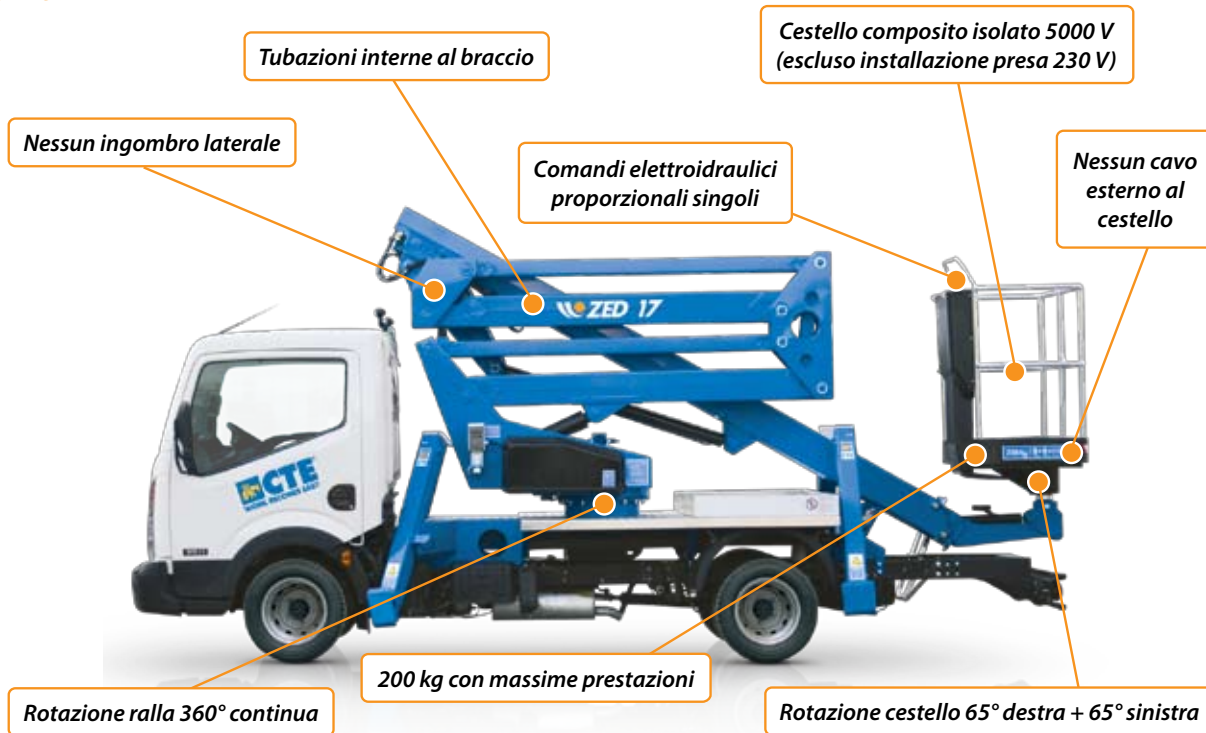 Cestello composito isolato 5000 V
(escluso installazione presa 230 V)
Tubazioni interne al braccio
Nessun ingombro laterale
Comandi elettroidraulici
proporzionali singoli
Nessun cavo
esterno al
cestello
ZED 17
CTE
200 kg con massime prestazioni
Rotazione ralla 360° continua
Rotazione cestello 65° destra + 65° sinistra